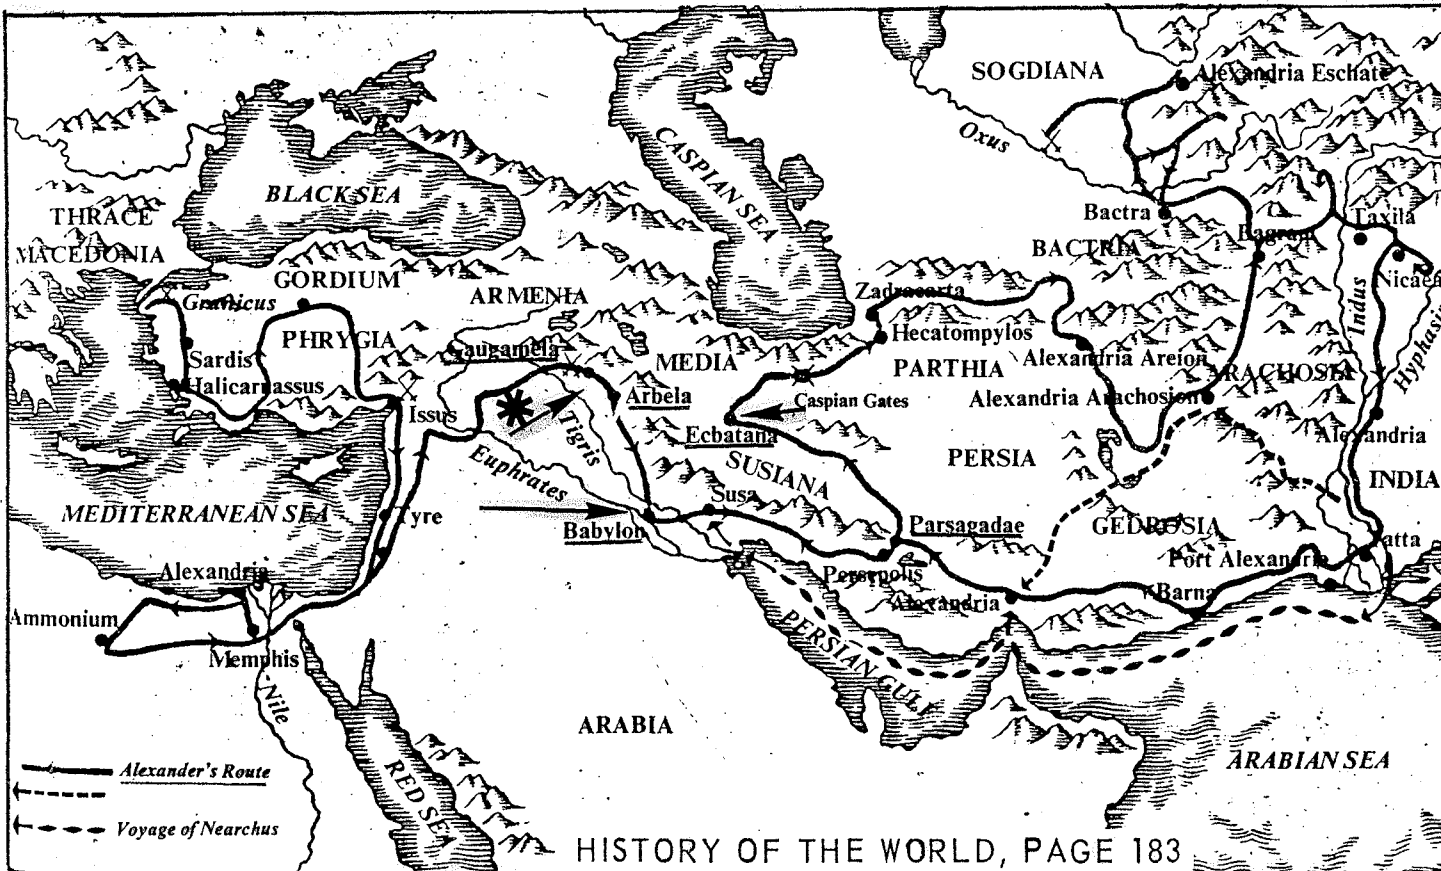 SOGDIANA
Alexandria Eschate
Oxus
CASPIAN SEA
BLACK SEA
THRACE
MACEDONIA
Bactra
Taxila
Bagram
BACTRIA
Nicaea
GORDIUM
Granicus
ARMENIA
Zadracarta
Indus
Hyphasis
PHRYGIA
Hecatompylos
Gaugamela
MEDIA
Sardis
PARTHIA
Alexandria Areion
Halicarnassus
ARACHOSIA
Issus
Arbela
Caspian Gates
Alexandria Arachosion
Tigris
Ecbatana
Alexandria
Euphrates
SUSIANA
PERSIA
INDIA
Susa
MEDITERRANEAN SEA
Tyre
Babylon
Parsagadae
GEDROSIA
Port Alexandria
Alexandria
Persepolis
Alexandria
Barna
Ammonium
Memphis
PERSIAN GULF
Nile
ARABIA
RED SEA
ARABIAN SEA
Alexander's Route
Voyage of Nearchus
HISTORY OF THE WORLD, PAGE 183